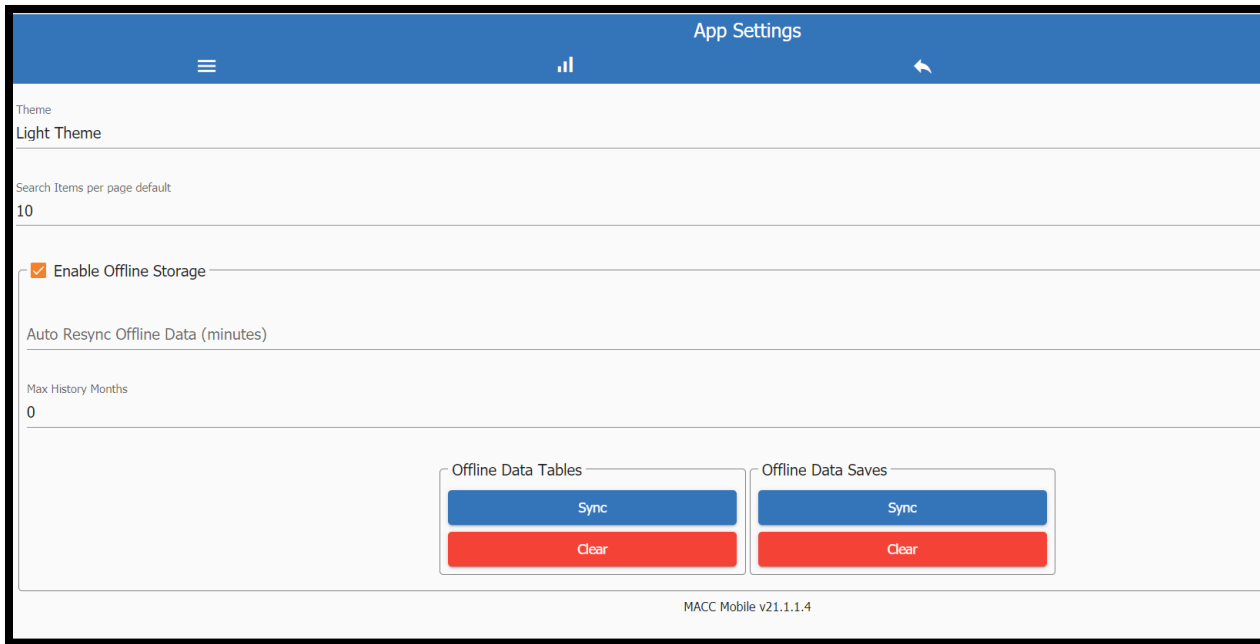 App Settings
Theme
Light Theme
Search Items per page default
10
Enable Offline Storage
Auto Resync Offline Data (minutes)
Max History Months
0
Offline Data Tables
Sync
Clear
Offline Data Saves
Sync
Clear
MACC Mobile v21.1.1.4